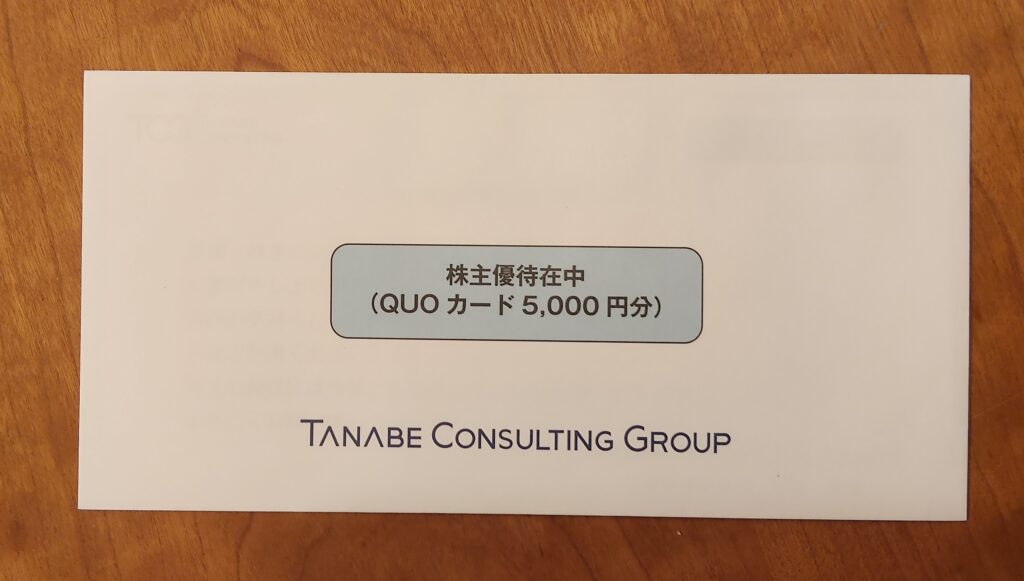 株主優待在中
（QUO カード 5,000 円分）
TANABE CONSULTING GROUP